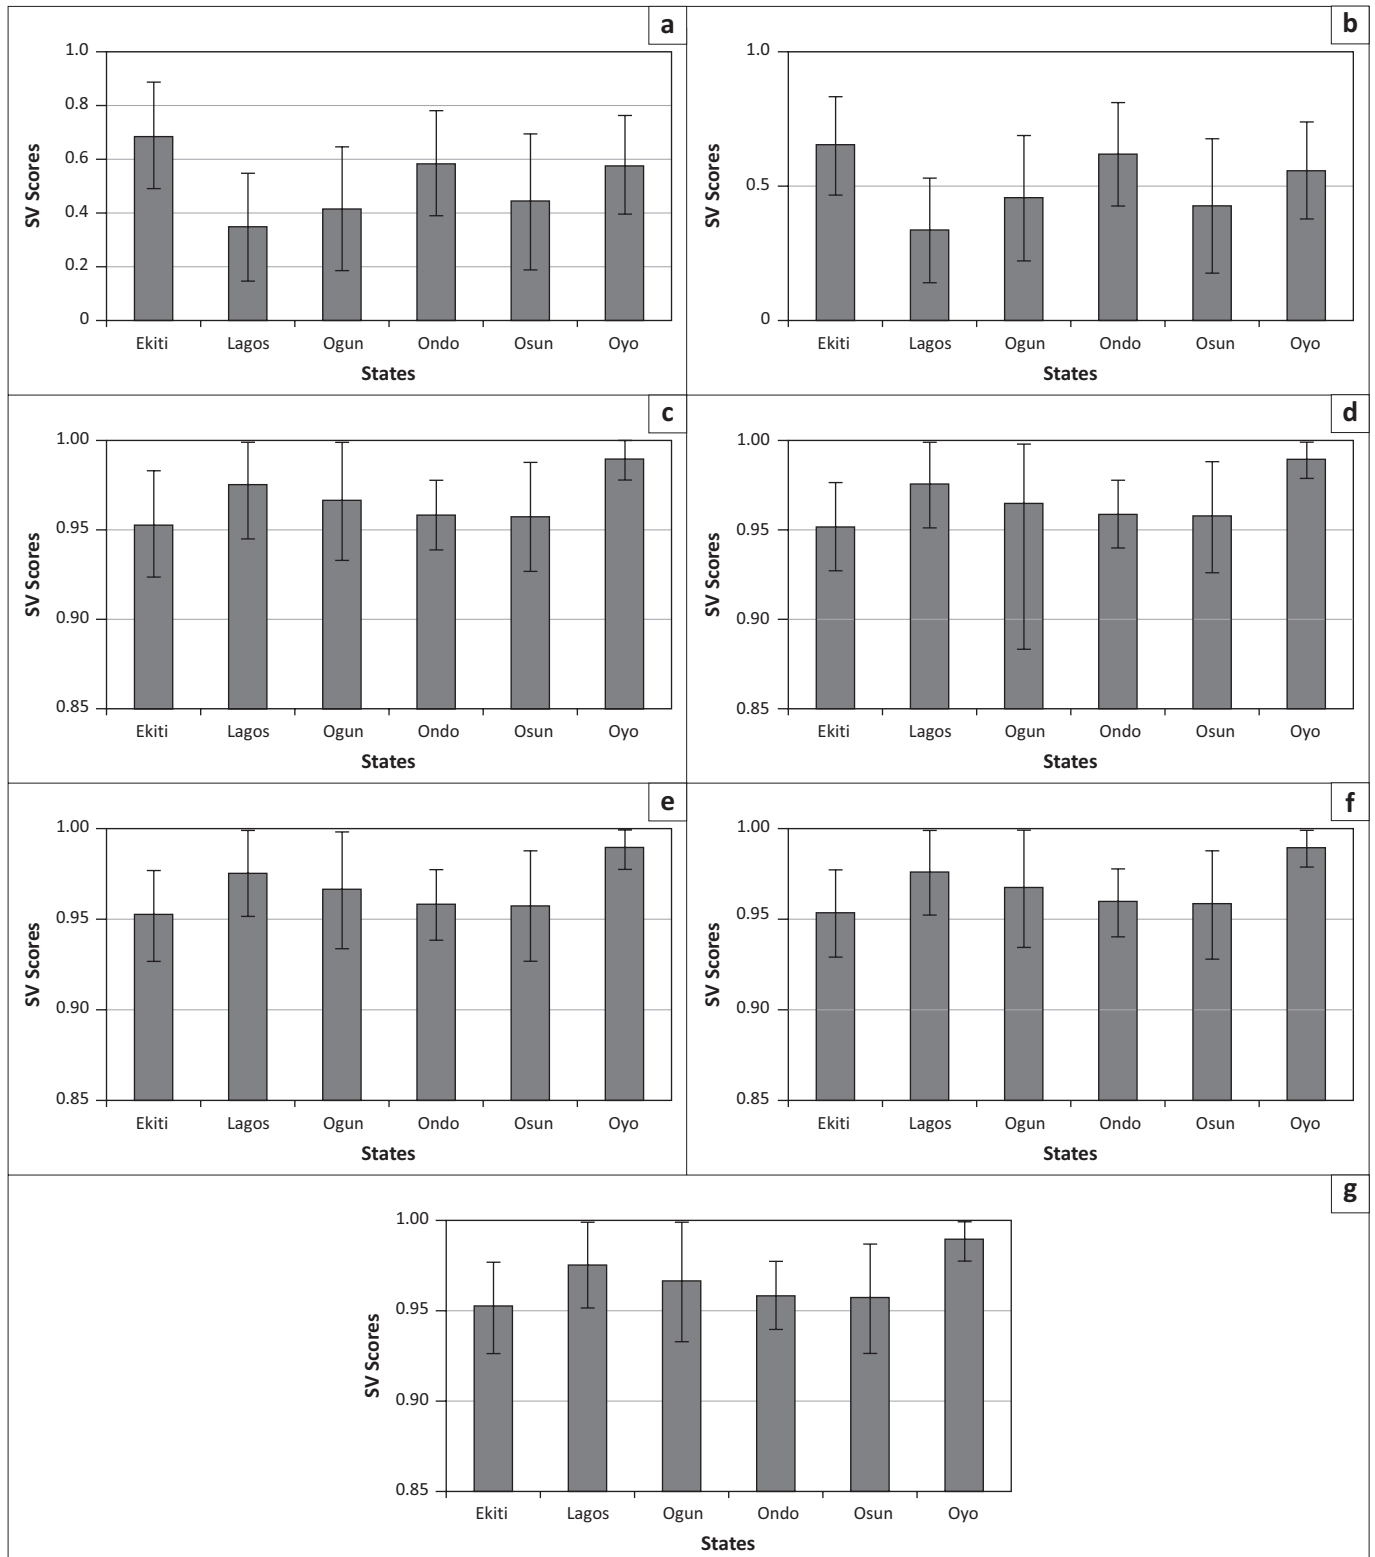 a
1.0
0.8
0.6
0.4
0.2
0
SV Scores
Ekiti Lagos Ogun Ondo Osun Oyo
States
b
1.0
0.5
0
SV Scores
Ekiti Lagos Ogun Ondo Osun Oyo
States
c
1.00
0.95
0.90
0.85
SV Scores
Ekiti Lagos Ogun Ondo Osun Oyo
States
d
1.00
0.95
0.90
0.85
SV Scores
Ekiti Lagos Ogun Ondo Osun Oyo
States
e
1.00
0.95
0.90
0.85
SV Scores
Ekiti Lagos Ogun Ondo Osun Oyo
States
f
1.00
0.95
0.90
0.85
SV Scores
Ekiti Lagos Ogun Ondo Osun Oyo
States
g
1.00
0.95
0.90
0.85
SV Scores
Ekiti Lagos Ogun Ondo Osun Oyo
States